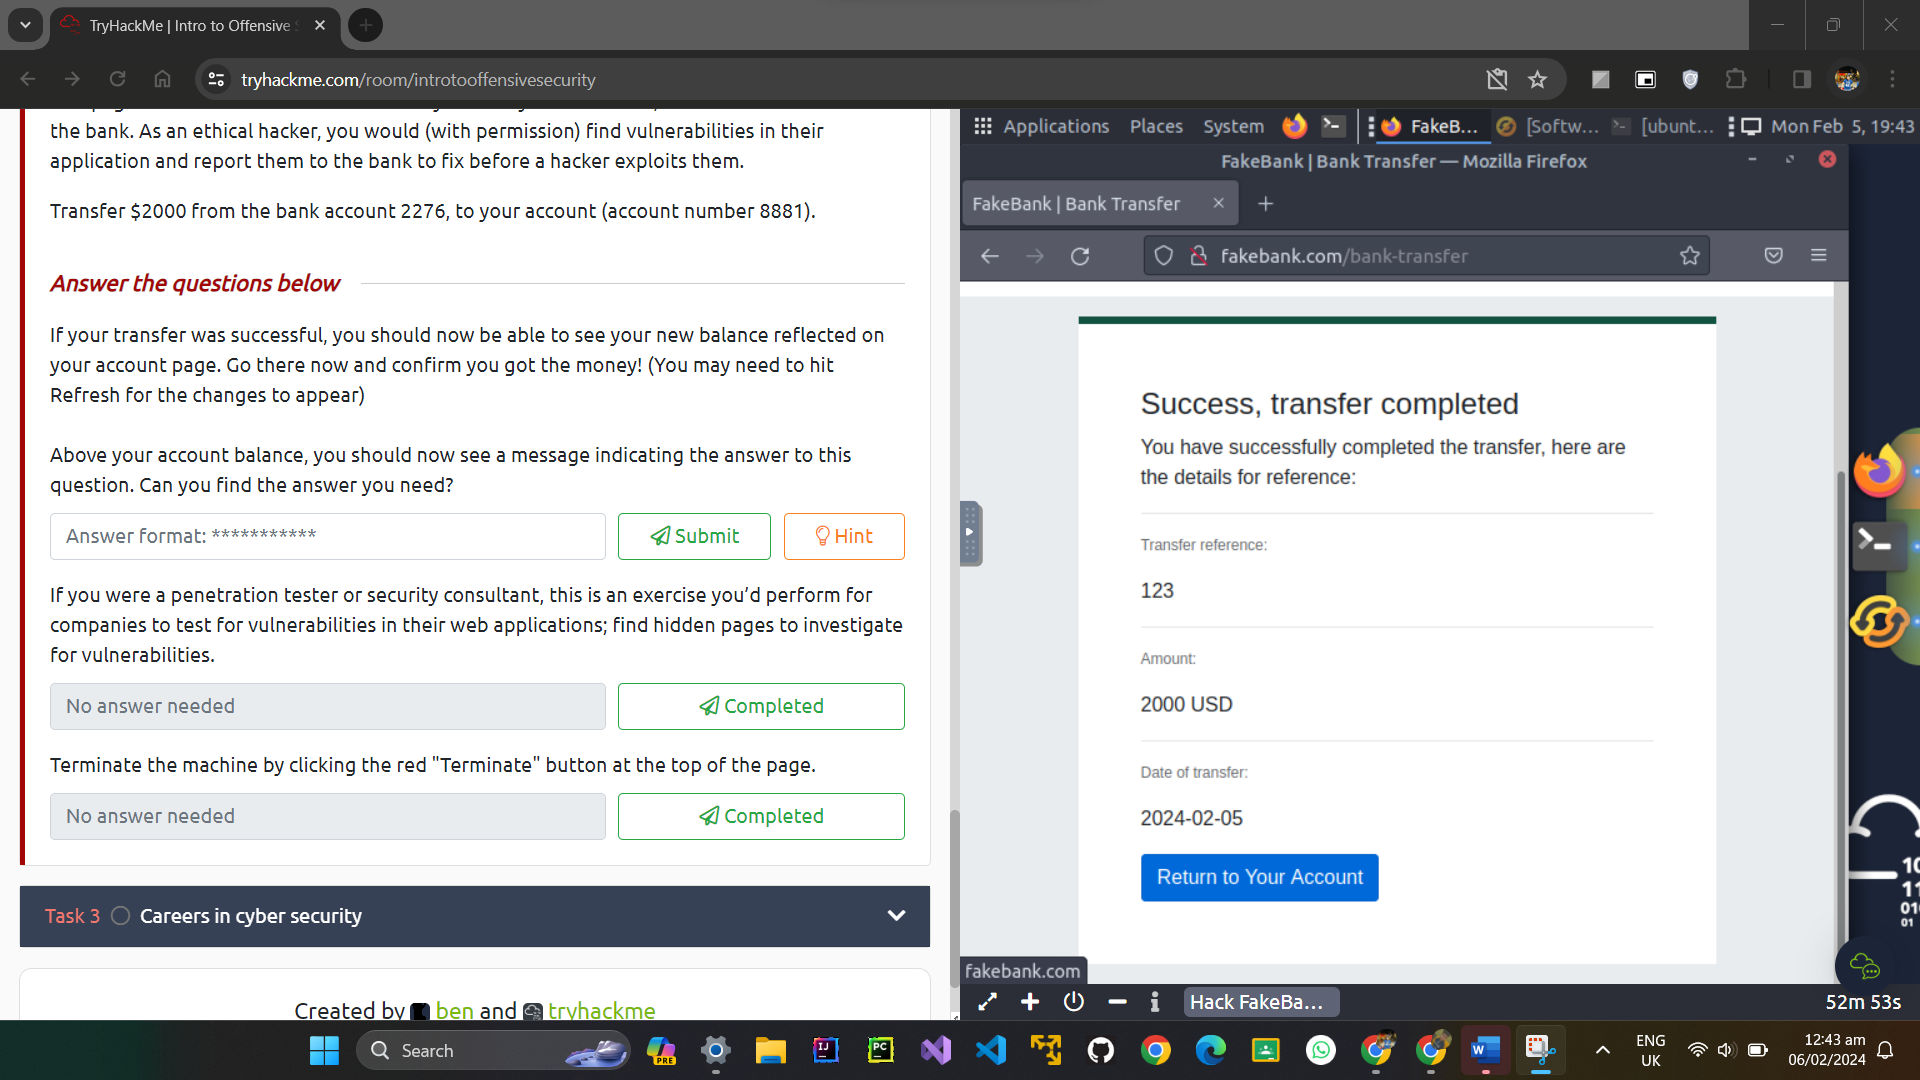 TryHackMe | Intro to Offensive
tryhackme.com/room/introtooffensivesecurity
the bank. As an ethical hacker, you would (with permission) find vulnerabilities in their
application and report them to the bank to fix before a hacker exploits them.
Transfer $2000 from the bank account 2276, to your account (account number 8881).
Answer the questions below
If your transfer was successful, you should now be able to see your new balance reflected on
your account page. Go there now and confirm you got the money! (You may need to hit
Refresh for the changes to appear)
Above your account balance, you should now see a message indicating the answer to this
question. Can you find the answer you need?
Answer format: ***********
Submit
Hint
If you were a penetration tester or security consultant, this is an exercise you’d perform for
companies to test for vulnerabilities in their web applications; find hidden pages to investigate
for vulnerabilities.
No answer needed
Completed
Terminate the machine by clicking the red "Terminate" button at the top of the page.
No answer needed
Completed
Task 3
Careers in cyber security
Created by ben and tryhackme
Applications Places System FakeB... [Softw... [ubunt... Mon Feb 5, 19:43
FakeBank | Bank Transfer — Mozilla Firefox
FakeBank | Bank Transfer
fakebank.com/bank-transfer
Success, transfer completed
You have successfully completed the transfer, here are
the details for reference:
Transfer reference:
123
Amount:
2000 USD
Date of transfer:
2024-02-05
Return to Your Account
fakebank.com
Hack FakeBa...
52m 53s
Search
PRE
ENG
UK
12:43 am
06/02/2024